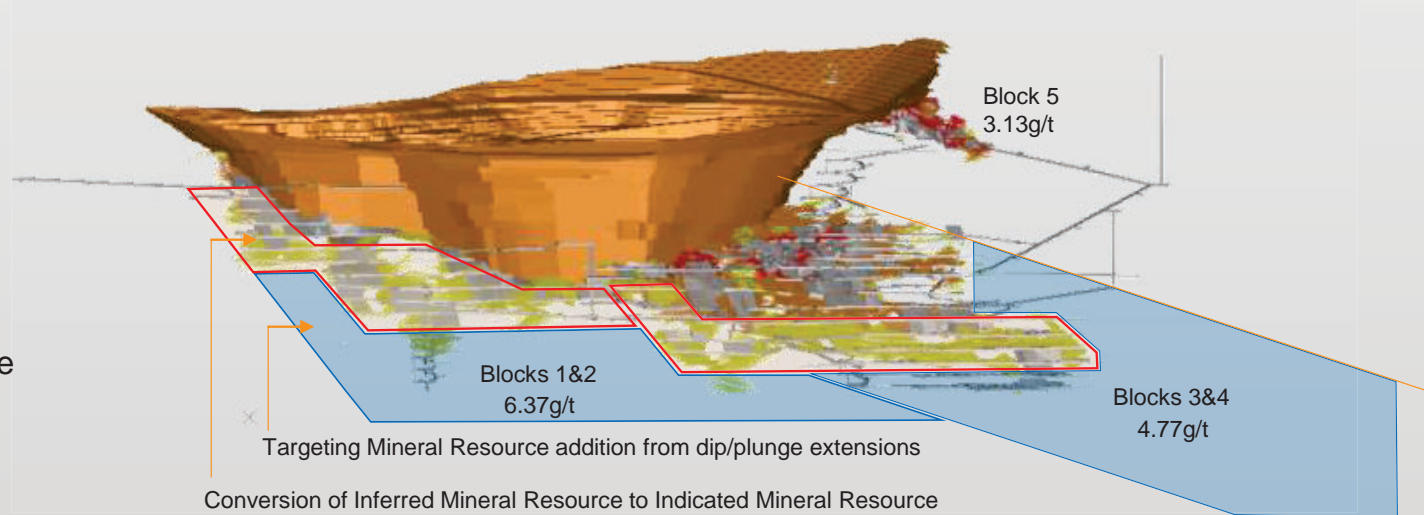 Block 5
3.13g/t
e
Blocks 1&2
6.37g/t
Blocks 3&4
4.77g/t
Targeting Mineral Resource addition from dip/plunge extensions
Conversion of Inferred Mineral Resource to Indicated Mineral Resource